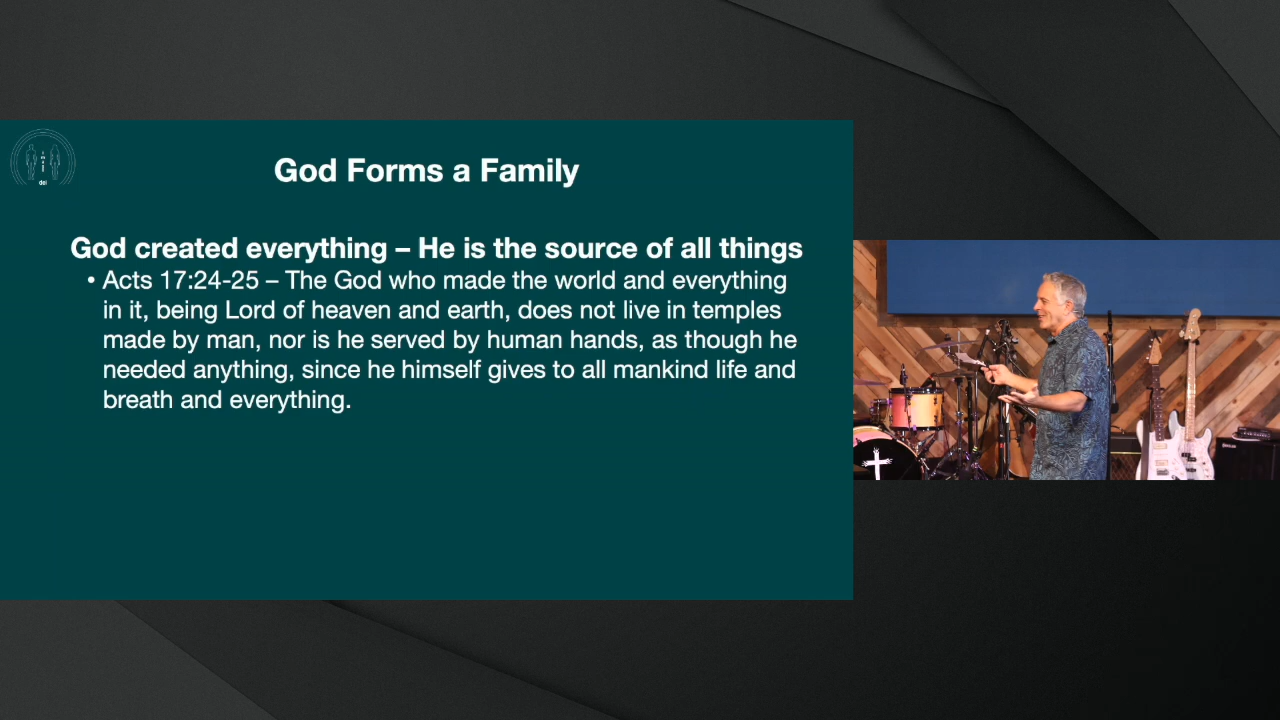 God Forms a Family
God created everything – He is the source of all things
• Acts 17:24-25 – The God who made the world and everything
in it, being Lord of heaven and earth, does not live in temples
made by man, nor is he served by human hands, as though he
needed anything, since he himself gives to all mankind life and
breath and everything.
dei